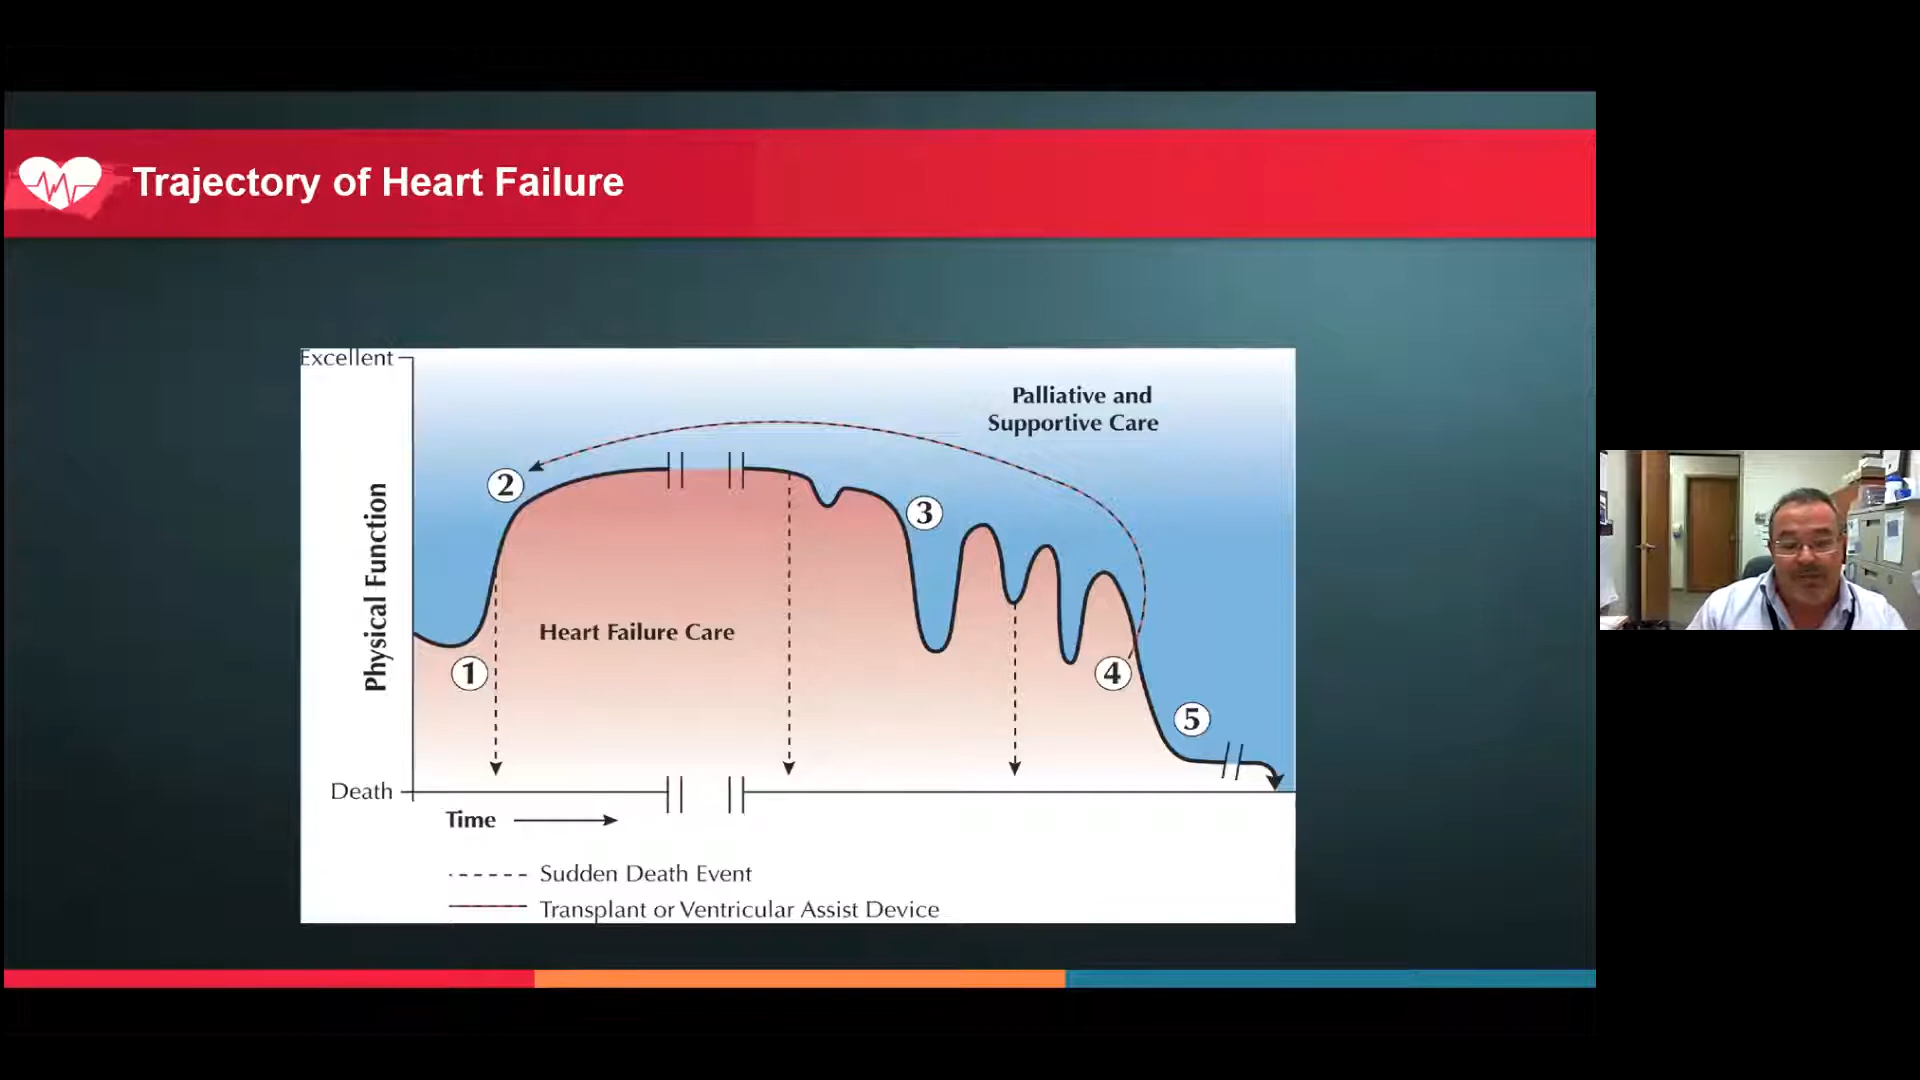 Trajectory of Heart Failure
Excellent
Palliative and
Supportive Care
2
3
Physical Function
Heart Failure Care
1
4
5
Death
Time
Sudden Death Event
Transplant or Ventricular Assist Device